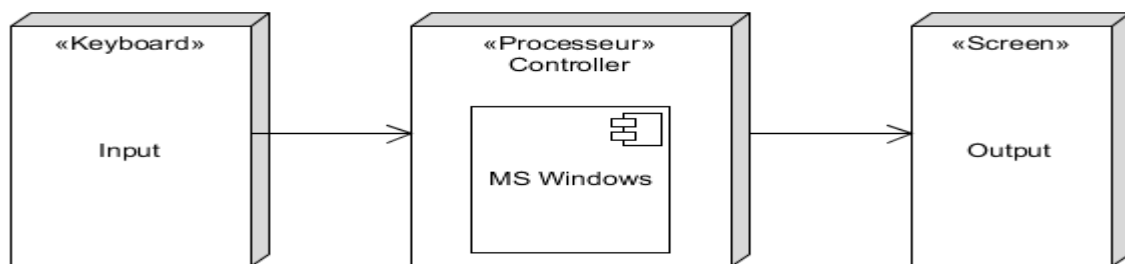 «Keyboard»
Input
«Processeur»
Controller
MS Windows
«Screen»
Output